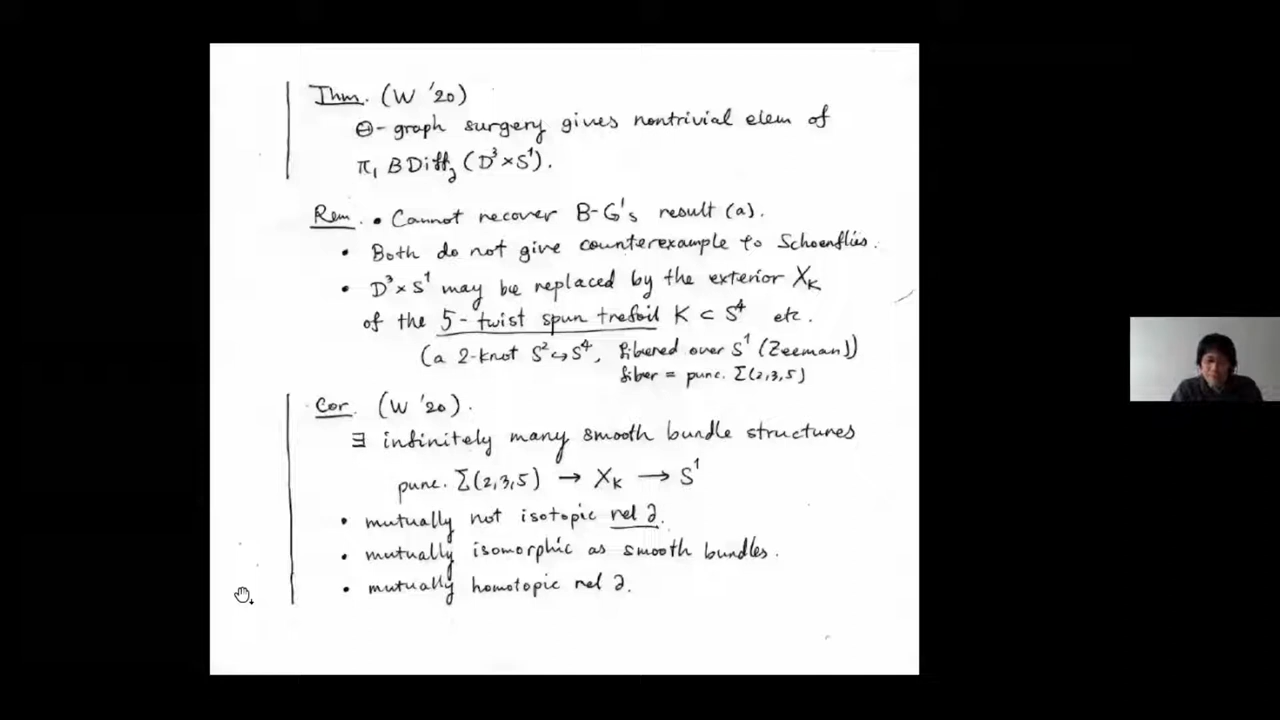 Thm. (W '20)
Θ-graph surgery gives nontrivial elem of
π₁ BDiff_∂ (D³×S¹).
Rem. • Cannot recover B-G's result (a).
• Both do not give counterexample to Schoenflies.
• D³×S¹ may be replaced by the exterior X_K
of the 5-twist spun trefoil K ⊂ S⁴ etc.
(a 2-knot S² ↪ S⁴, fibered over S¹ (Zeeman))
fiber = punc. Σ(2,3,5)
Cor. (W '20).
∃ infinitely many smooth bundle structures
punc. Σ(2,3,5) → X_K → S¹
• mutually not isotopic rel ∂.
• mutually isomorphic as smooth bundles.
• mutually homotopic rel ∂.